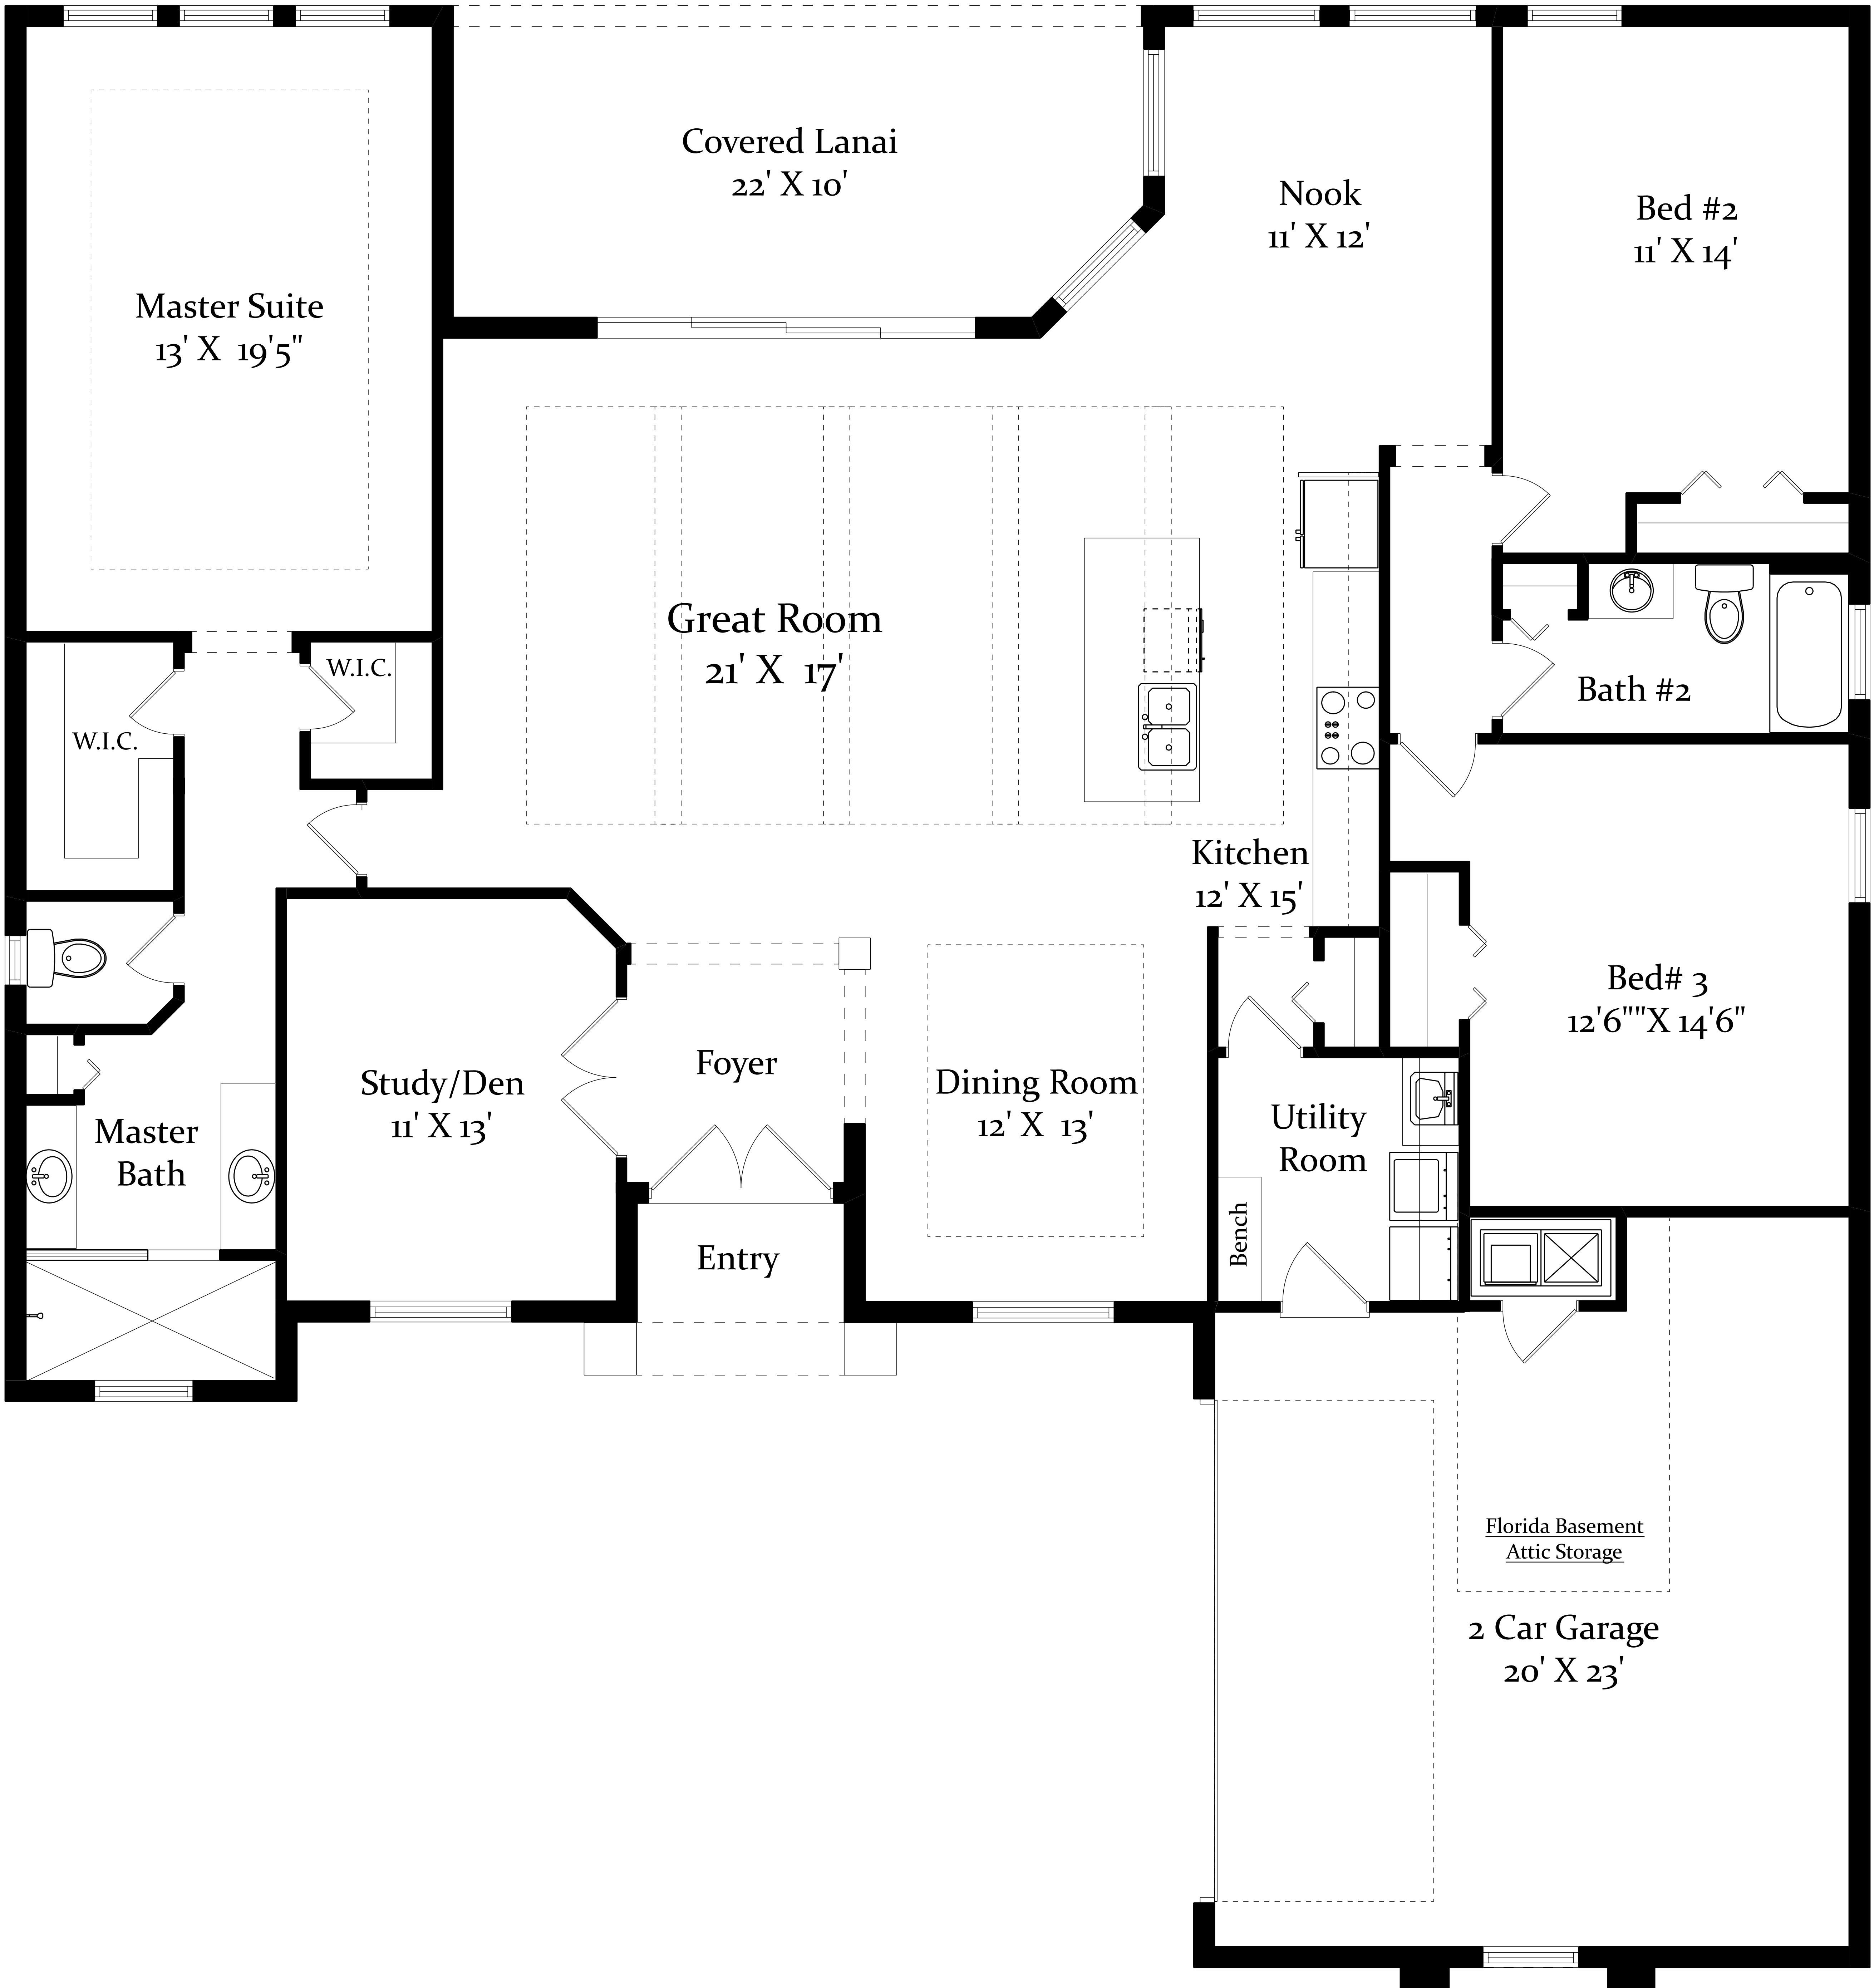 Covered Lanai
22' X 10'
Nook
11' X 12'
Bed #2
11' X 14'
Master Suite
13' X 19'5"
Great Room
21' X 17'
W.I.C.
W.I.C.
Bath #2
Kitchen
12' X 15'
Bed# 3
12'6""X 14'6"
Foyer
Study/Den
11' X 13'
Dining Room
12' X 13'
Utility
Room
Master
Bath
Bench
Entry
Florida Basement
Attic Storage
2 Car Garage
20' X 23'